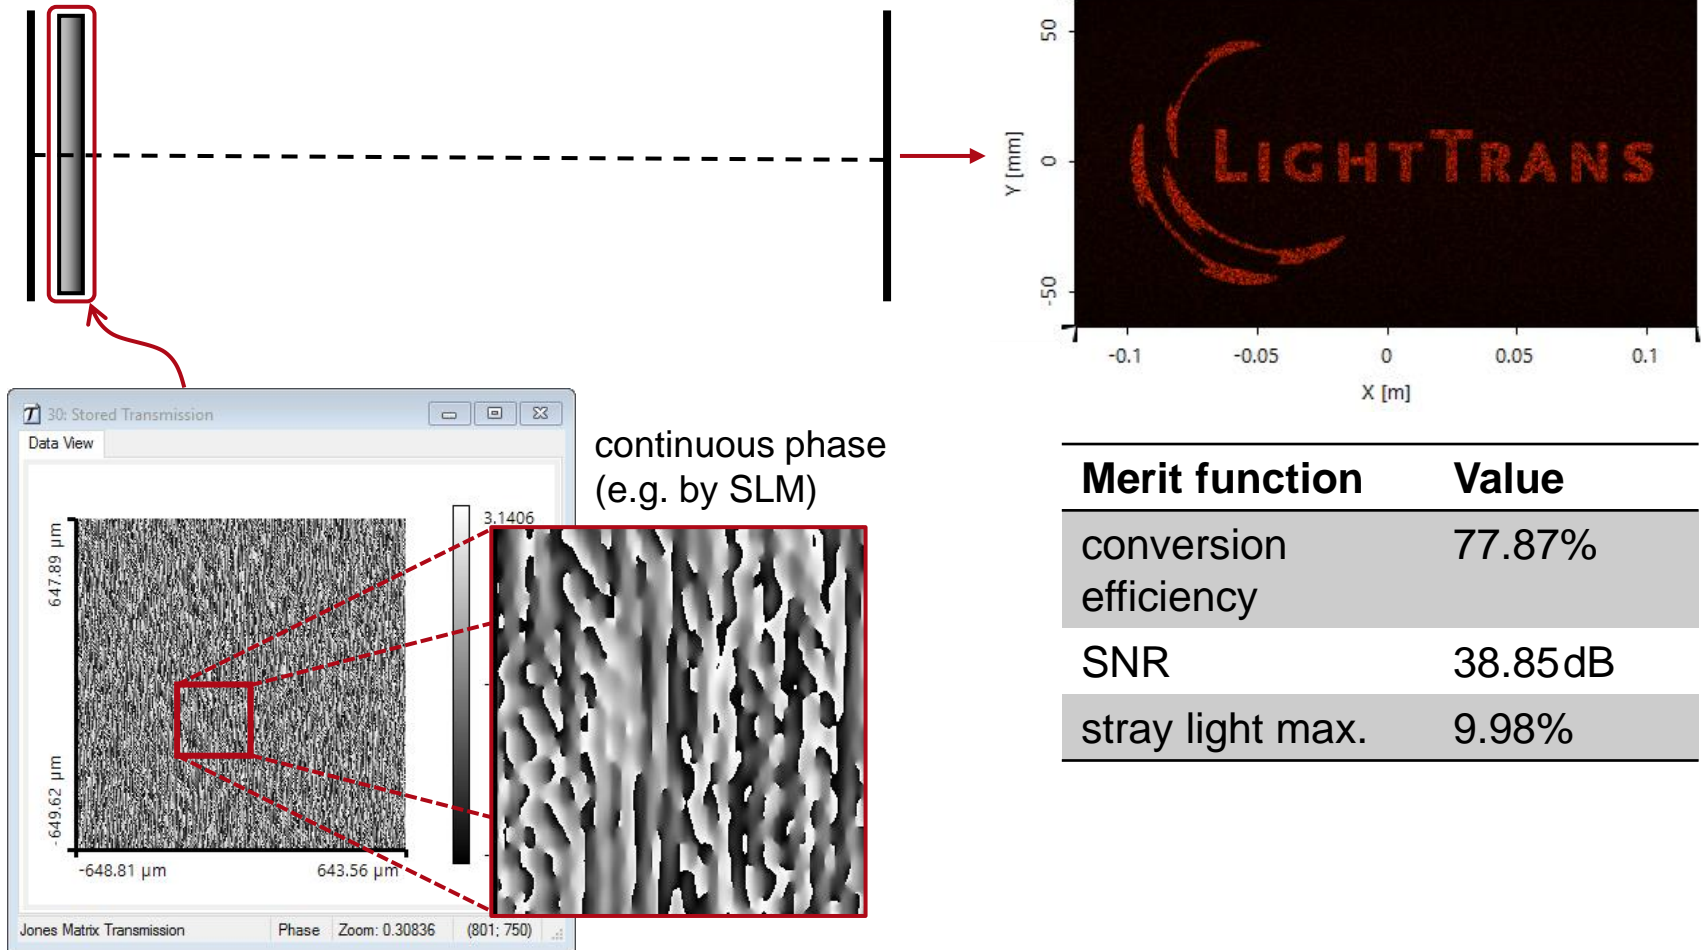 50
0
-50
Y [mm]
LIGHTTRANS
-0.1
-0.05
0
0.05
0.1
X [m]
30: Stored Transmission
Data View
3.1406
647.89 µm
-649.62 µm
-648.81 µm
643.56 µm
Jones Matrix Transmission
Phase
Zoom: 0.30836
(801; 750)
continuous phase
(e.g. by SLM)
Merit function Value
conversion 77.87%
efficiency
SNR 38.85 dB
stray light max. 9.98%